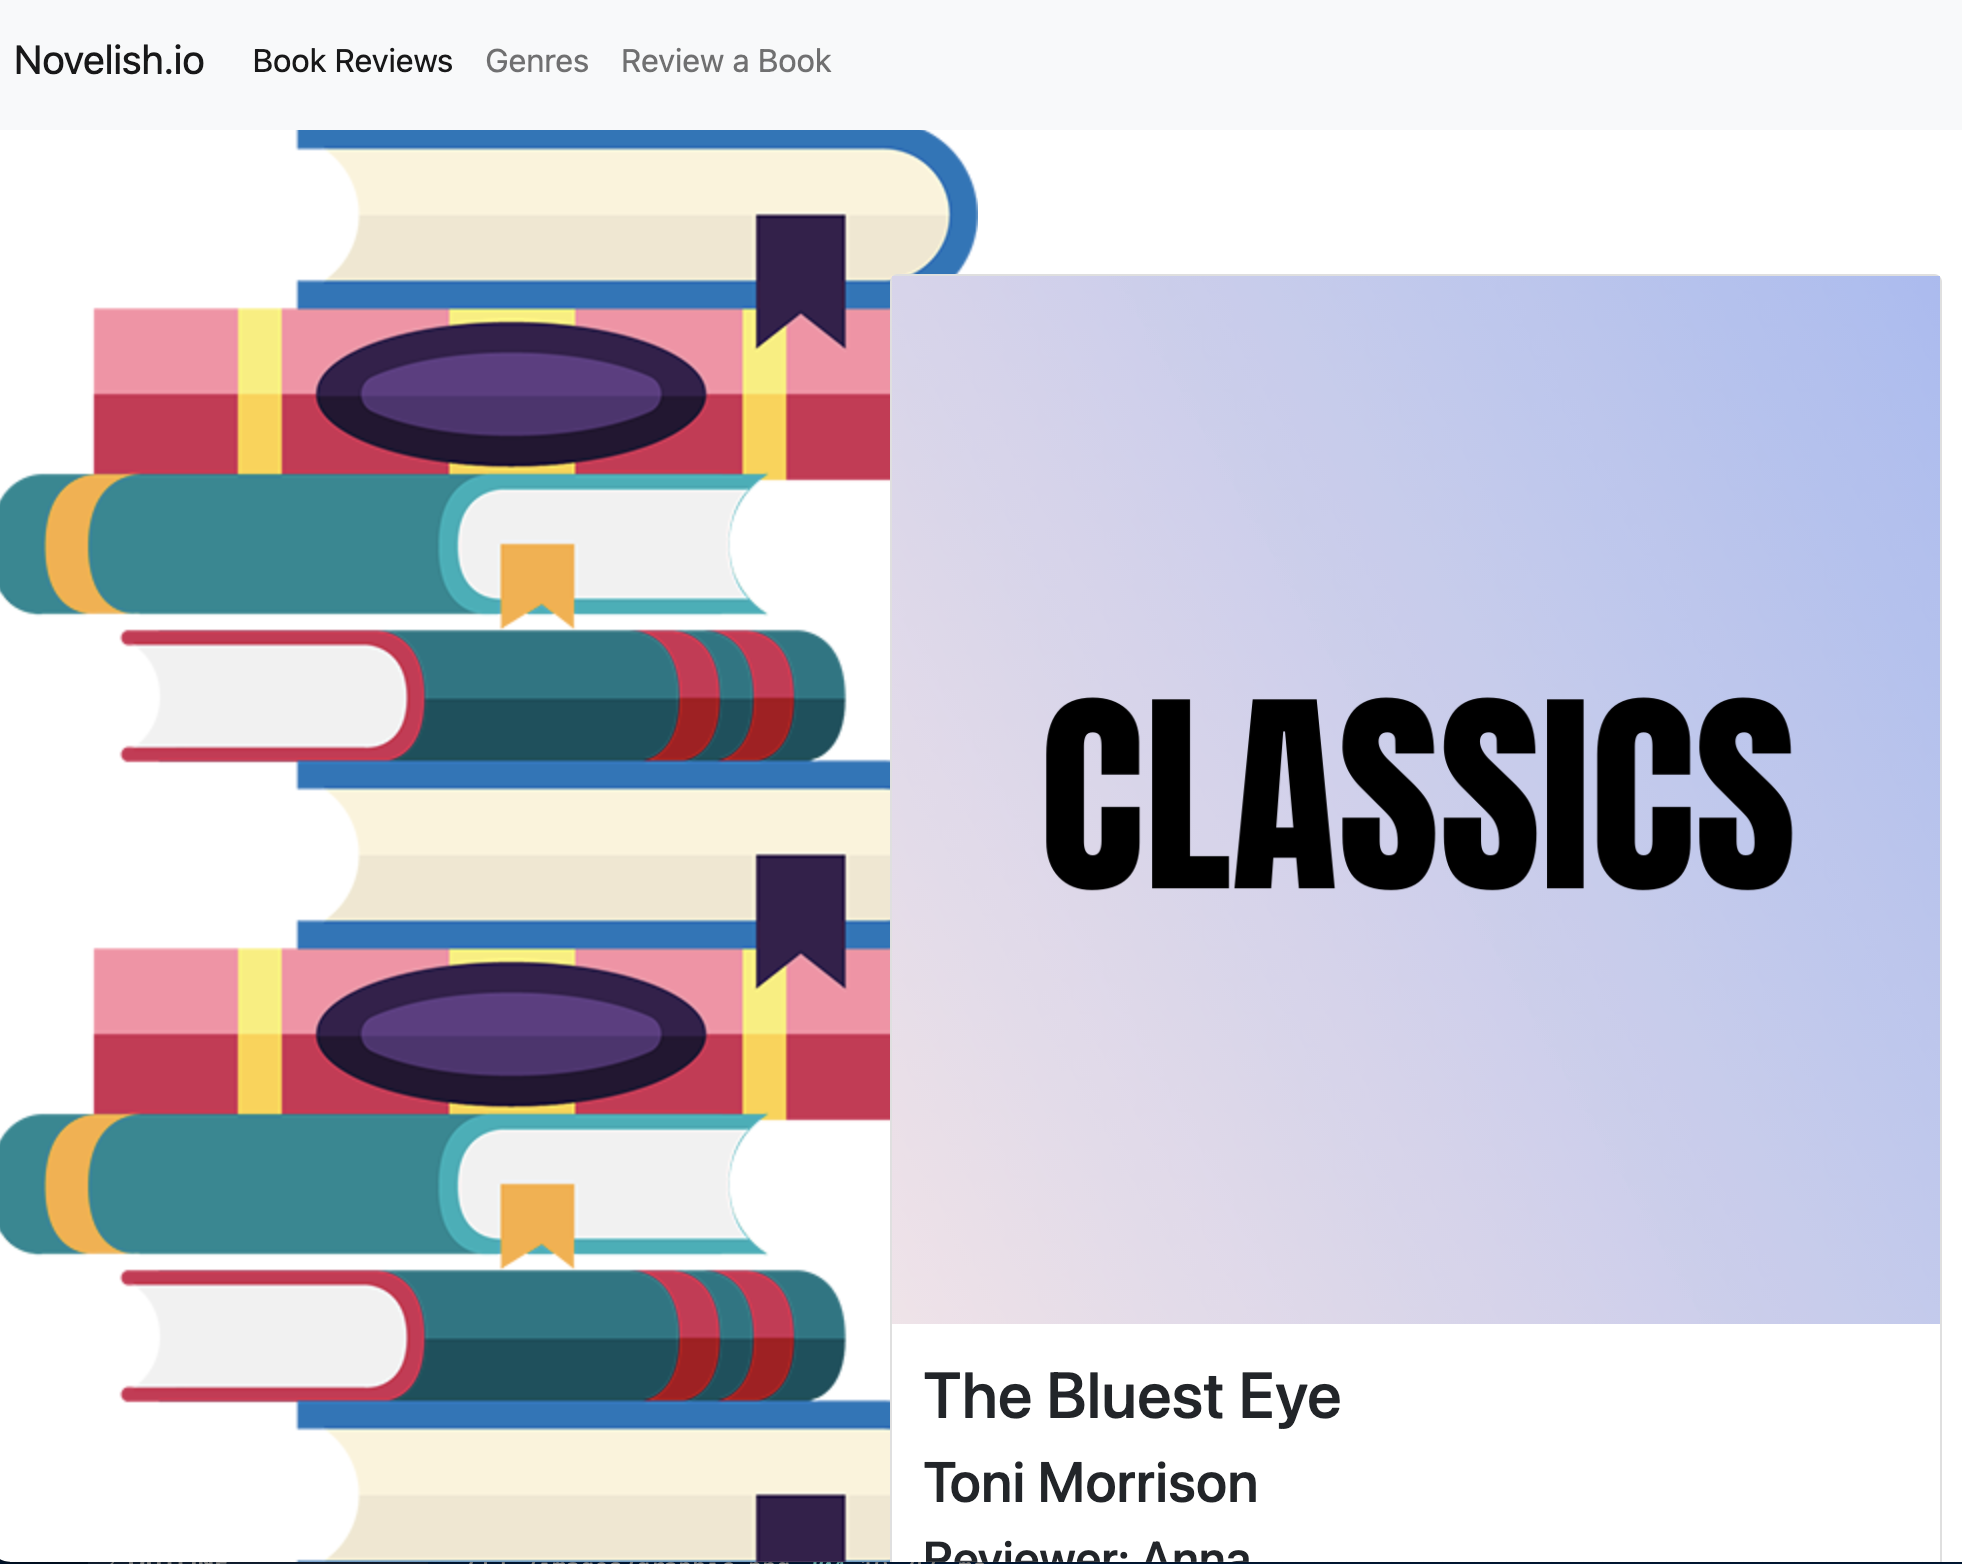 Novelish.io Book Reviews Genres Review a Book
CLASSICS
The Bluest Eye
Toni Morrison
Reviewer: Anna